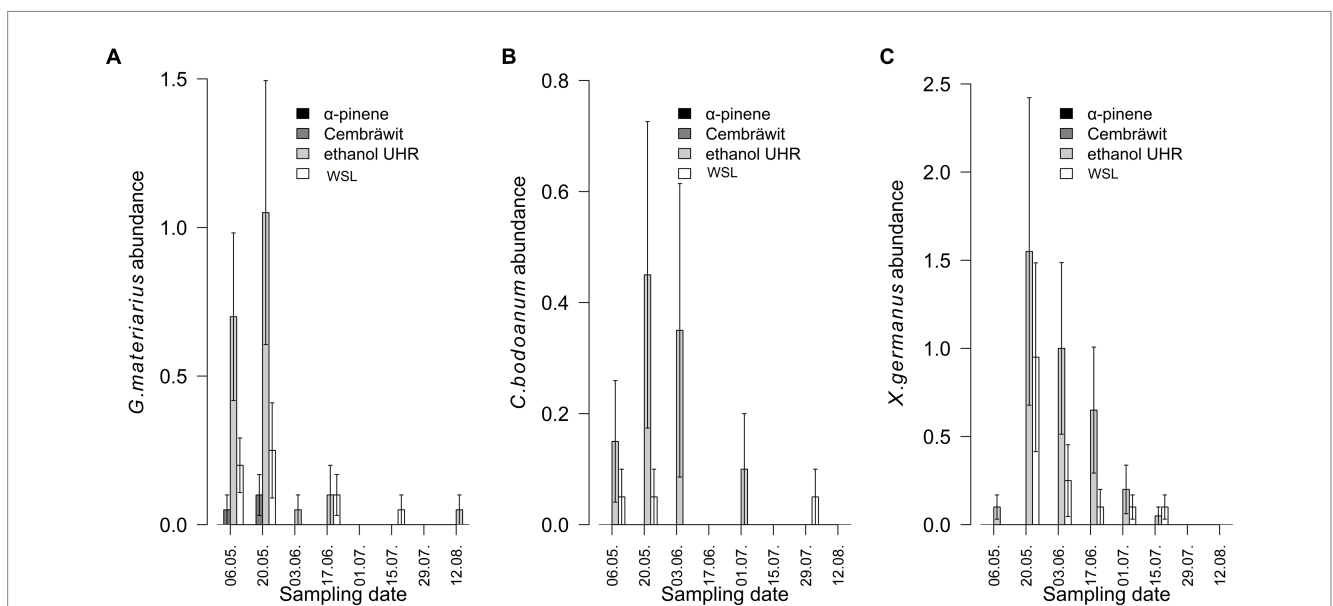 A
G.materiarius abundance
1.5
1.0
0.5
0.0
α-pinene
Cembräwit
ethanol UHR
WSL
06.05.
20.05.
03.06.
17.06.
01.07.
15.07.
29.07.
12.08.
Sampling date
B
C.bodoanum abundance
0.8
0.6
0.4
0.2
0.0
α-pinene
Cembräwit
ethanol UHR
WSL
06.05.
20.05.
03.06.
17.06.
01.07.
15.07.
29.07.
12.08.
Sampling date
C
X.germanus abundance
2.5
2.0
1.5
1.0
0.5
0.0
α-pinene
Cembräwit
ethanol UHR
WSL
06.05.
20.05.
03.06.
17.06.
01.07.
15.07.
29.07.
12.08.
Sampling date